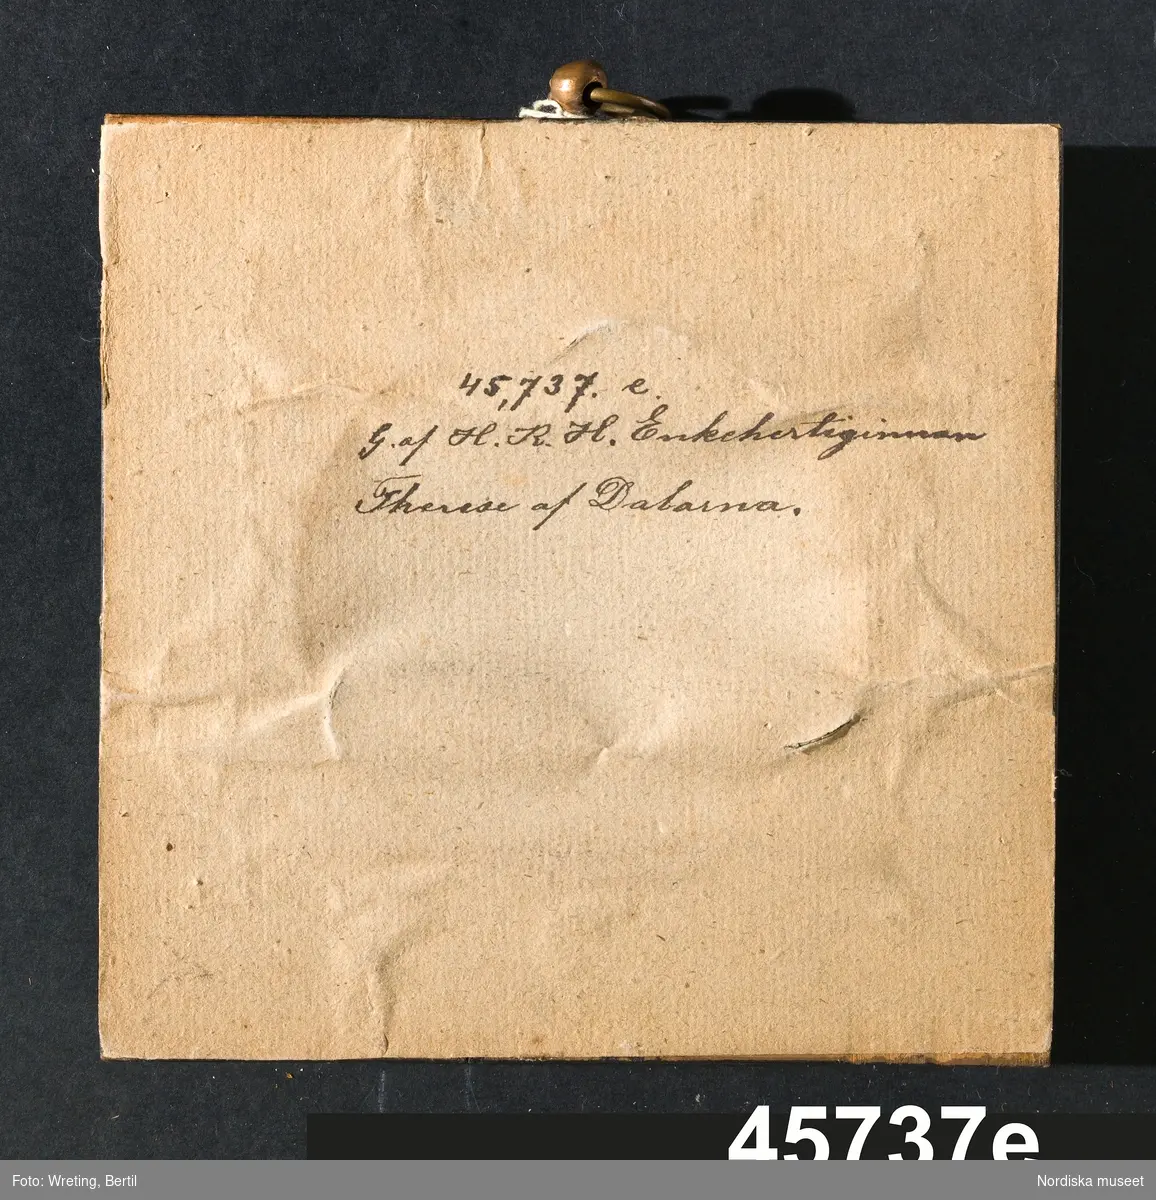 45,737. e.
G. af H. K. H. Enkehertiginnan
Therese af Dalarna.
45737e
Foto: Wreting, Bertil
Nordiska museet